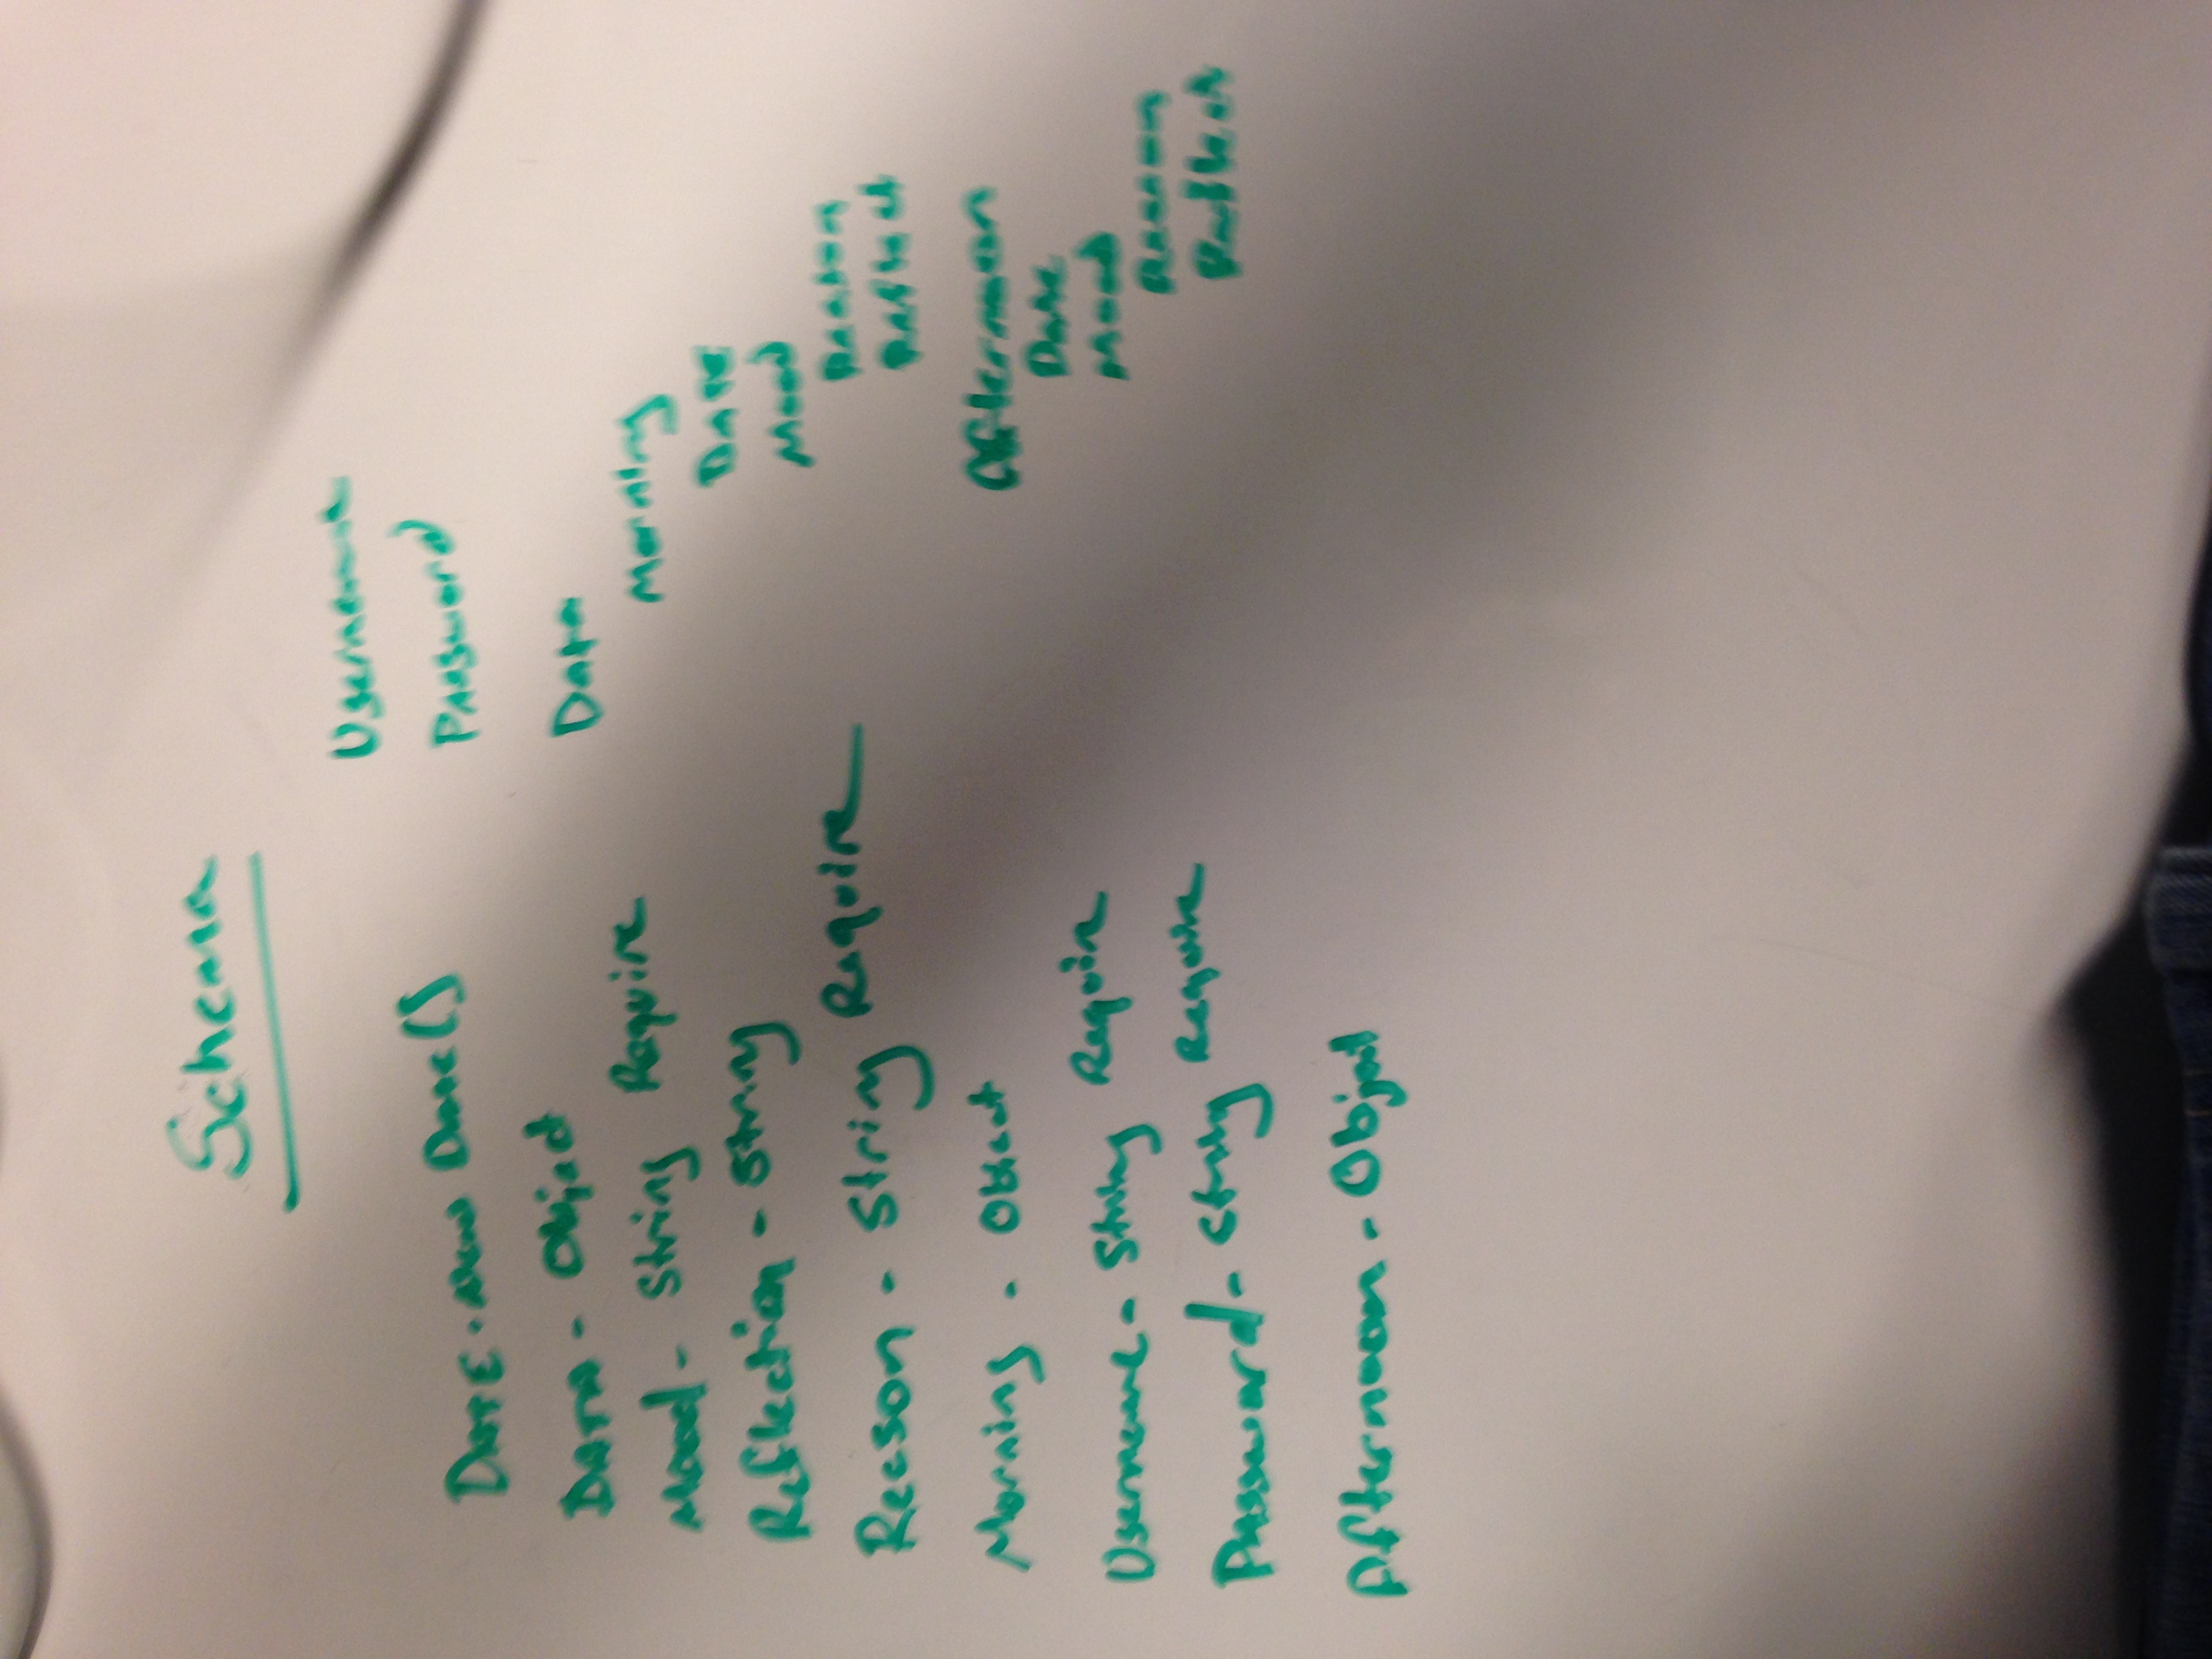 Schema
DATE - New Date()
DATA - Object
Mood - String Require
Reflection - String
Reason - String Require
Morning - Object
Username - String Require
Password - String Require
Afternoon - Object
Username
Password
Data
Morning
DATE
Mood
Reason
Reflect
Afternoon
Date
Mood
Reason
Reflect